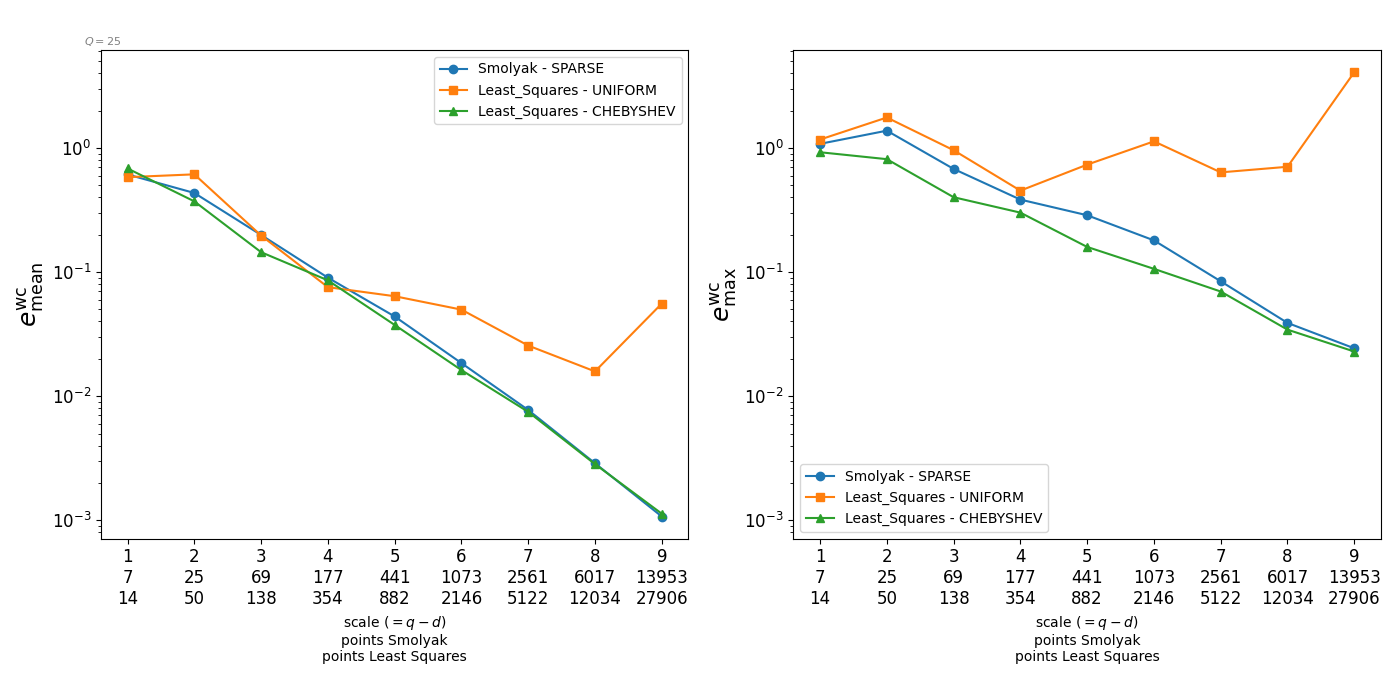 Q = 25
Smolyak - SPARSE
Least_Squares - UNIFORM
Least_Squares - CHEBYSHEV
10^0
10^-1
10^-2
10^-3
e^wc_mean
1 2 3 4 5 6 7 8 9
7 25 69 177 441 1073 2561 6017 13953
14 50 138 354 882 2146 5122 12034 27906
scale (= q − d)
points Smolyak
points Least Squares
10^0
10^-1
10^-2
10^-3
e^wc_max
Smolyak - SPARSE
Least_Squares - UNIFORM
Least_Squares - CHEBYSHEV
1 2 3 4 5 6 7 8 9
7 25 69 177 441 1073 2561 6017 13953
14 50 138 354 882 2146 5122 12034 27906
scale (= q − d)
points Smolyak
points Least Squares